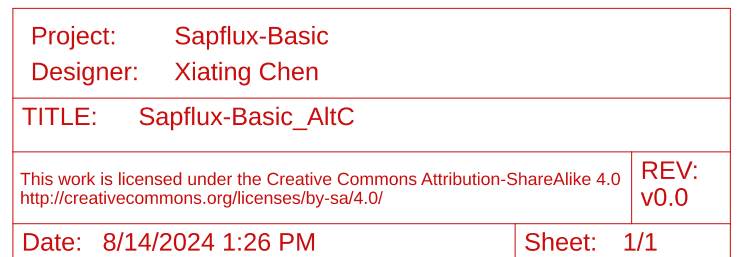 Project: Sapflux-Basic
Designer: Xiating Chen
TITLE: Sapflux-Basic_AltC
This work is licensed under the Creative Commons Attribution-ShareAlike 4.0
http://creativecommons.org/licenses/by-sa/4.0/
REV:
v0.0
Date: 8/14/2024 1:26 PM
Sheet: 1/1